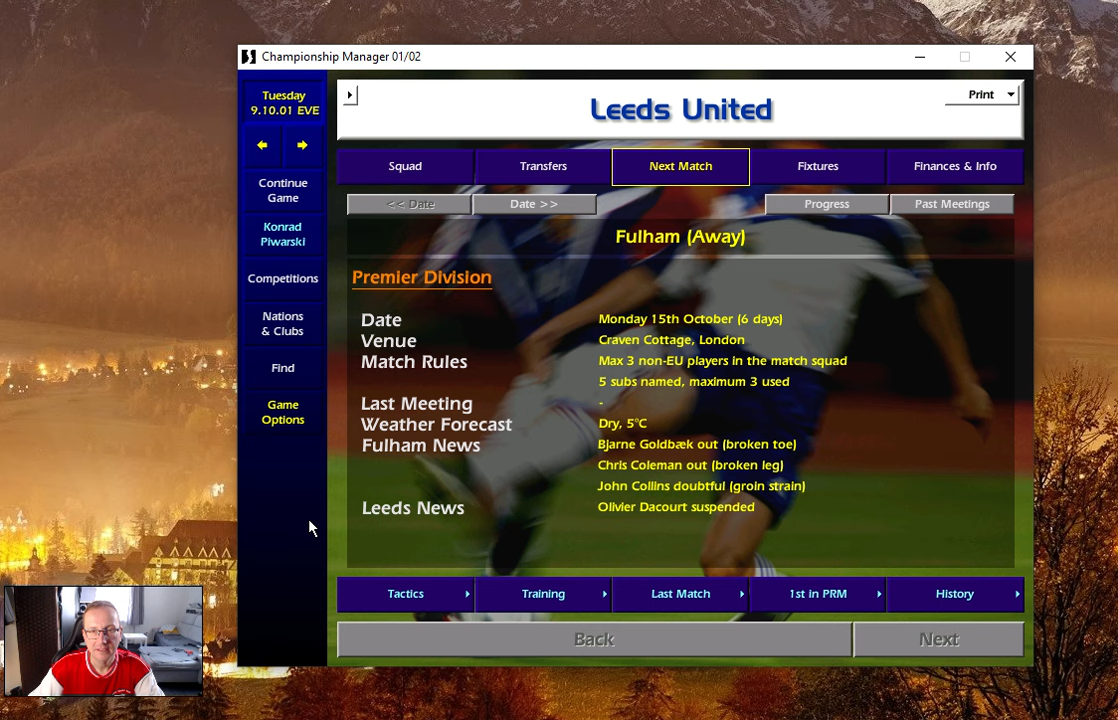 Championship Manager 01/02
Tuesday
9.10.01 EVE
Continue
Game
Konrad
Piwarski
Competitions
Nations
& Clubs
Find
Game
Options
Leeds United
Print
Squad
Transfers
Next Match
Fixtures
Finances & Info
<< Date
Date >>
Progress
Past Meetings
Fulham (Away)
Premier Division
Date
Monday 15th October (6 days)
Venue
Craven Cottage, London
Match Rules
Max 3 non-EU players in the match squad
5 subs named, maximum 3 used
Last Meeting
-
Weather Forecast
Dry, 5°C
Fulham News
Bjarne Goldbæk out (broken toe)
Chris Coleman out (broken leg)
John Collins doubtful (groin strain)
Leeds News
Olivier Dacourt suspended
Tactics
Training
Last Match
1st in PRM
History
Back
Next